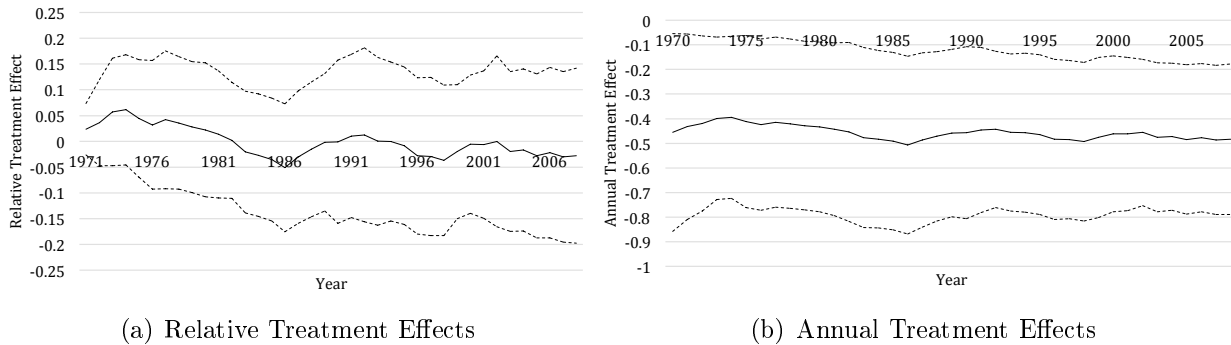 0.25
0.2
0.15
0.1
0.05
0
-0.05
-0.1
-0.15
-0.2
-0.25
Relative Treatment Effect
1971 1976 1981 1986 1991 1996 2001 2006
Year
(a) Relative Treatment Effects
0
-0.1
-0.2
-0.3
-0.4
-0.5
-0.6
-0.7
-0.8
-0.9
-1
Annual Treatment Effect
1970 1975 1980 1985 1990 1995 2000 2005
Year
(b) Annual Treatment Effects